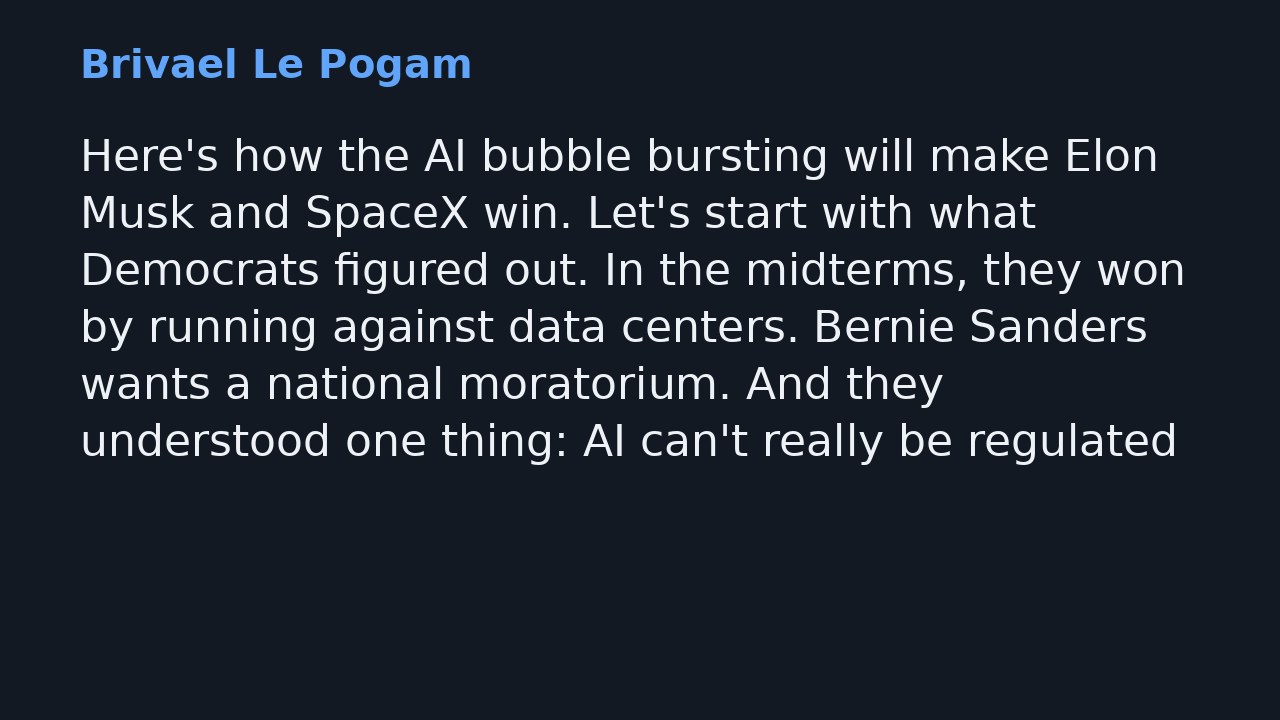 Brivael Le Pogam
Here's how the AI bubble bursting will make Elon
Musk and SpaceX win. Let's start with what
Democrats figured out. In the midterms, they won
by running against data centers. Bernie Sanders
wants a national moratorium. And they
understood one thing: AI can't really be regulated